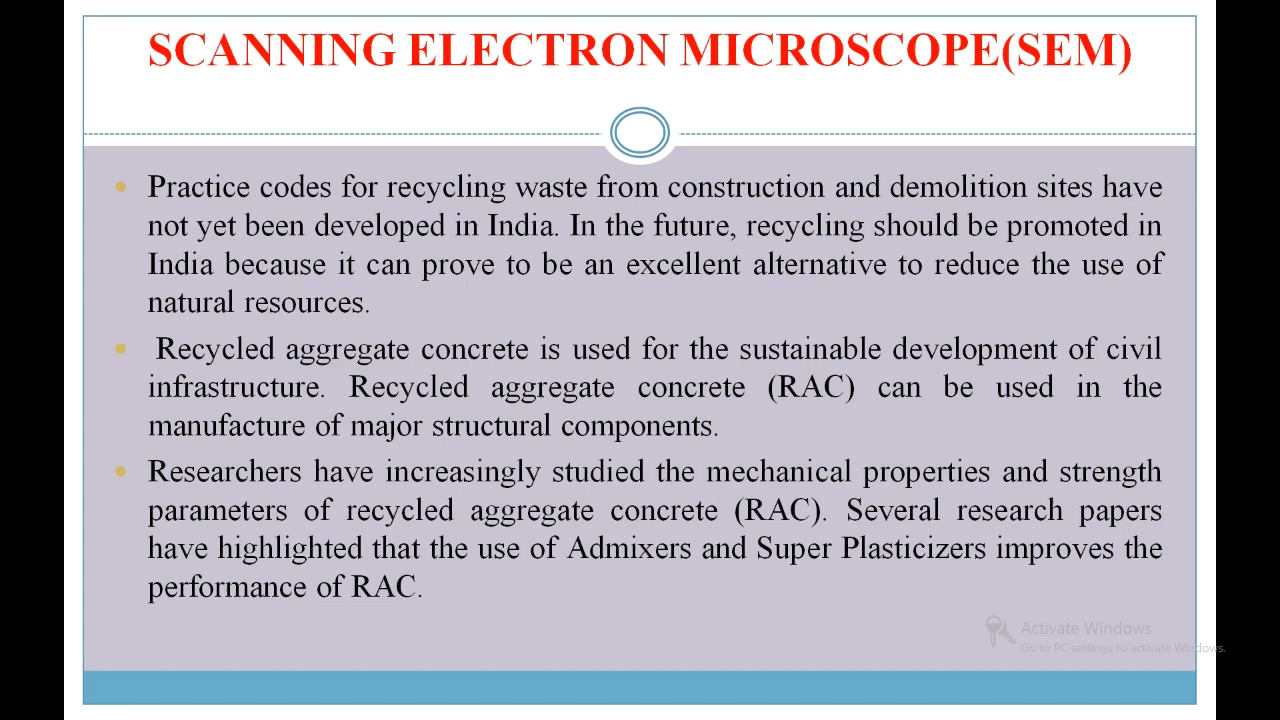 SCANNING ELECTRON MICROSCOPE(SEM)
Practice codes for recycling waste from construction and demolition sites have
not yet been developed in India. In the future, recycling should be promoted in
India because it can prove to be an excellent alternative to reduce the use of
natural resources.
Recycled aggregate concrete is used for the sustainable development of civil
infrastructure. Recycled aggregate concrete (RAC) can be used in the
manufacture of major structural components.
Researchers have increasingly studied the mechanical properties and strength
parameters of recycled aggregate concrete (RAC). Several research papers
have highlighted that the use of Admixers and Super Plasticizers improves the
performance of RAC.
Activate Windows
Go to PC settings to activate Windows.